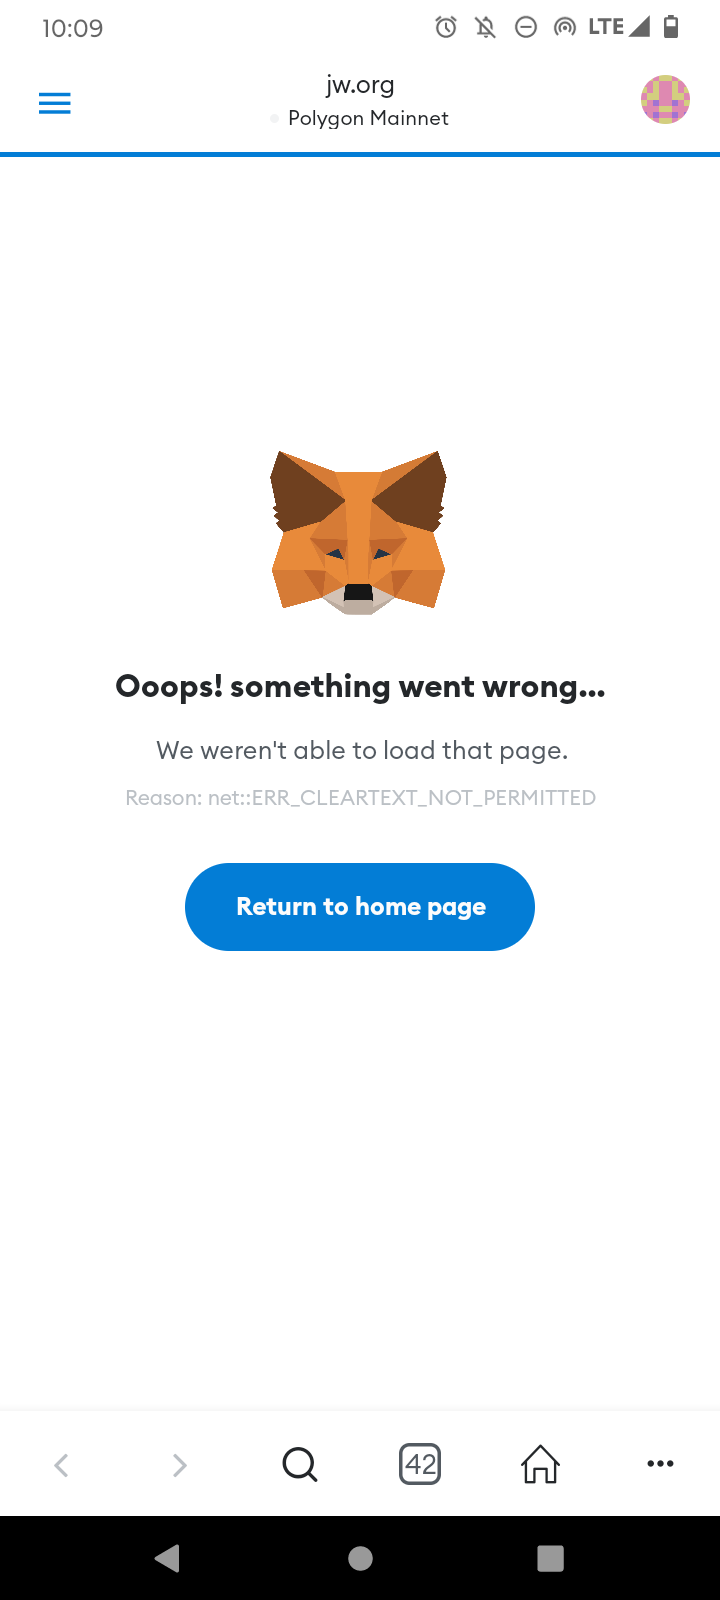 10:09
LTE
jw.org
Polygon Mainnet
Ooops! something went wrong...
We weren't able to load that page.
Reason: net::ERR_CLEARTEXT_NOT_PERMITTED
Return to home page
42